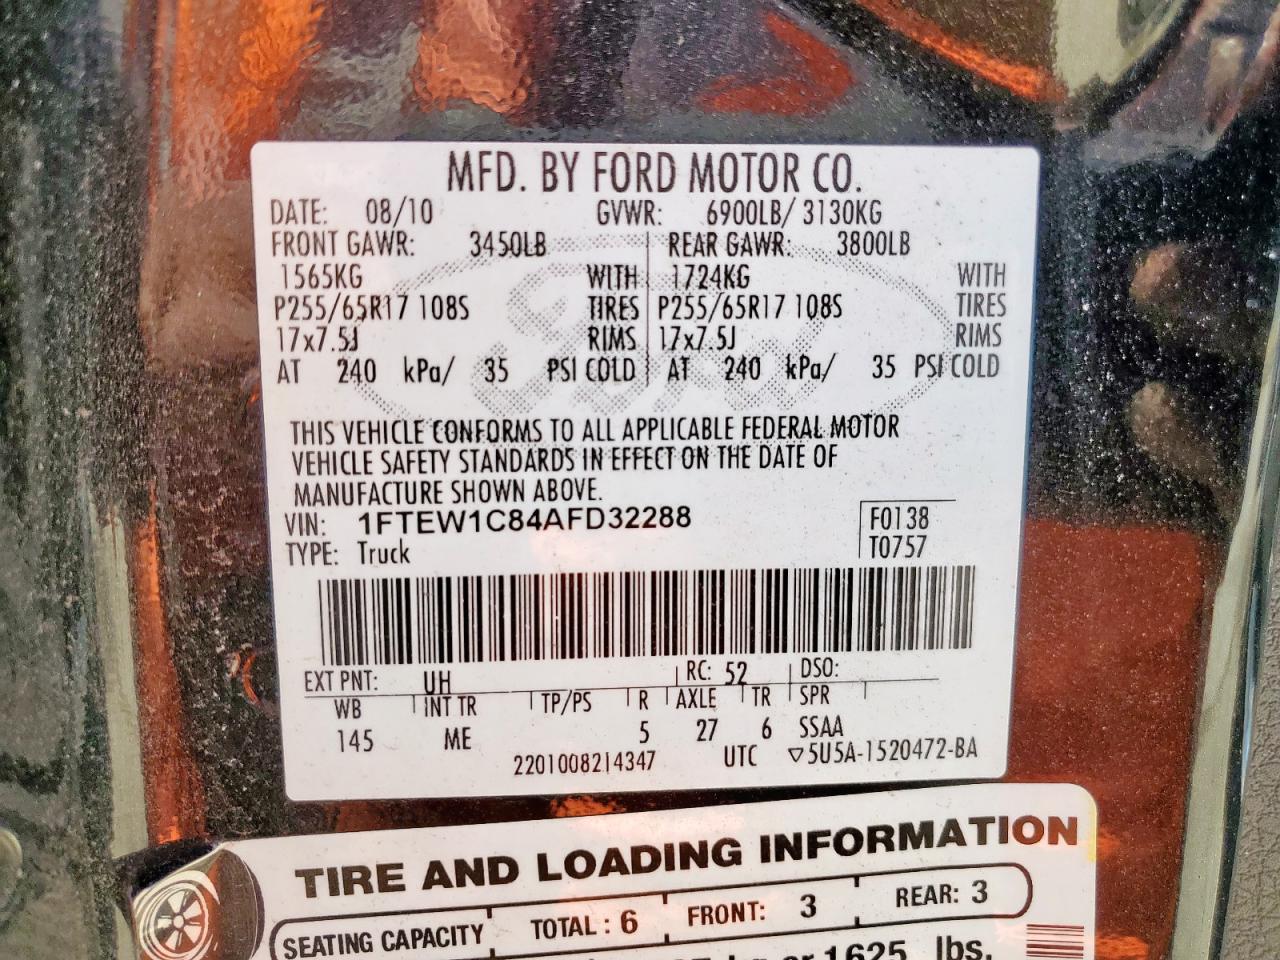 MFD. BY FORD MOTOR CO.
DATE: 08/10 GVWR: 6900LB/ 3130KG
FRONT GAWR: 3450LB REAR GAWR: 3800LB
1565KG WITH 1724KG WITH
P255/65R17 108S TIRES P255/65R17 108S TIRES
17x7.5J RIMS 17x7.5J RIMS
AT 240 kPa/ 35 PSI COLD AT 240 kPa/ 35 PSI COLD
THIS VEHICLE CONFORMS TO ALL APPLICABLE FEDERAL MOTOR
VEHICLE SAFETY STANDARDS IN EFFECT ON THE DATE OF
MANUFACTURE SHOWN ABOVE.
VIN: 1FTEW1C84AFD32288 F0138
TYPE: Truck T0757
EXT PNT: UH RC: 52 DSO:
WB INT TR TP/PS R AXLE TR SPR
145 ME 5 27 6 SSAA
2201008214347 UTC ▽5U5A-1520472-BA
TIRE AND LOADING INFORMATION
SEATING CAPACITY TOTAL : 6 FRONT: 3 REAR: 3
or 1625 lbs.